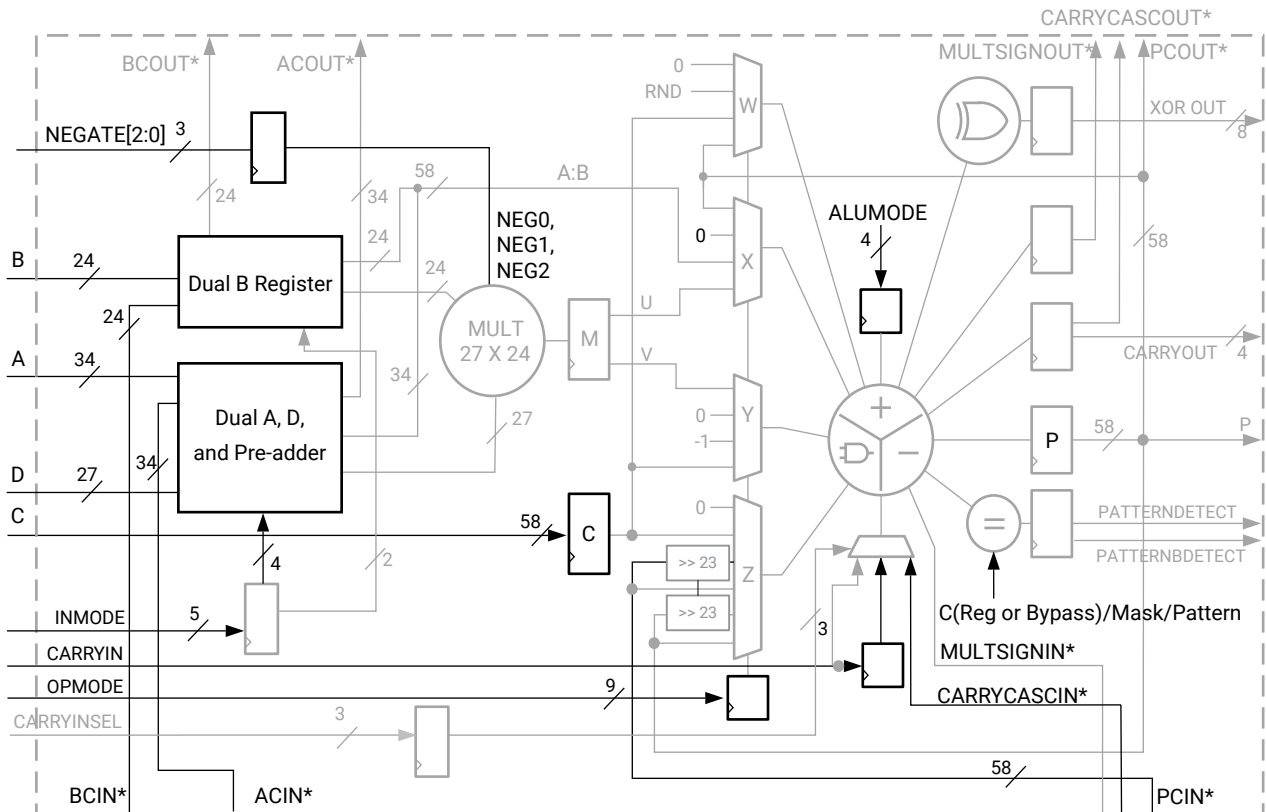 CARRYCASCOUT*
MULTSIGNOUT*
PCOUT*
BCOUT*
ACOUT*
0
RND
W
XOR OUT
8
NEGATE[2:0]
3
24
34
58
A:B
NEG0,
NEG1,
NEG2
0
X
ALUMODE
4
58
B
24
Dual B Register
24
24
24
MULT
27 X 24
M
U
V
CARRYOUT
4
A
34
Dual A, D,
and Pre-adder
34
34
27
Y
0
-1
+
−
P
58
P
D
27
C
58
C
0
Z
>> 23
>> 23
=
PATTERNDETECT
PATTERNBDETECT
4
2
INMODE
5
3
C(Reg or Bypass)/Mask/Pattern
CARRYIN
MULTSIGNIN*
OPMODE
9
CARRYCASCIN*
CARRYINSEL
3
58
BCIN*
ACIN*
PCIN*